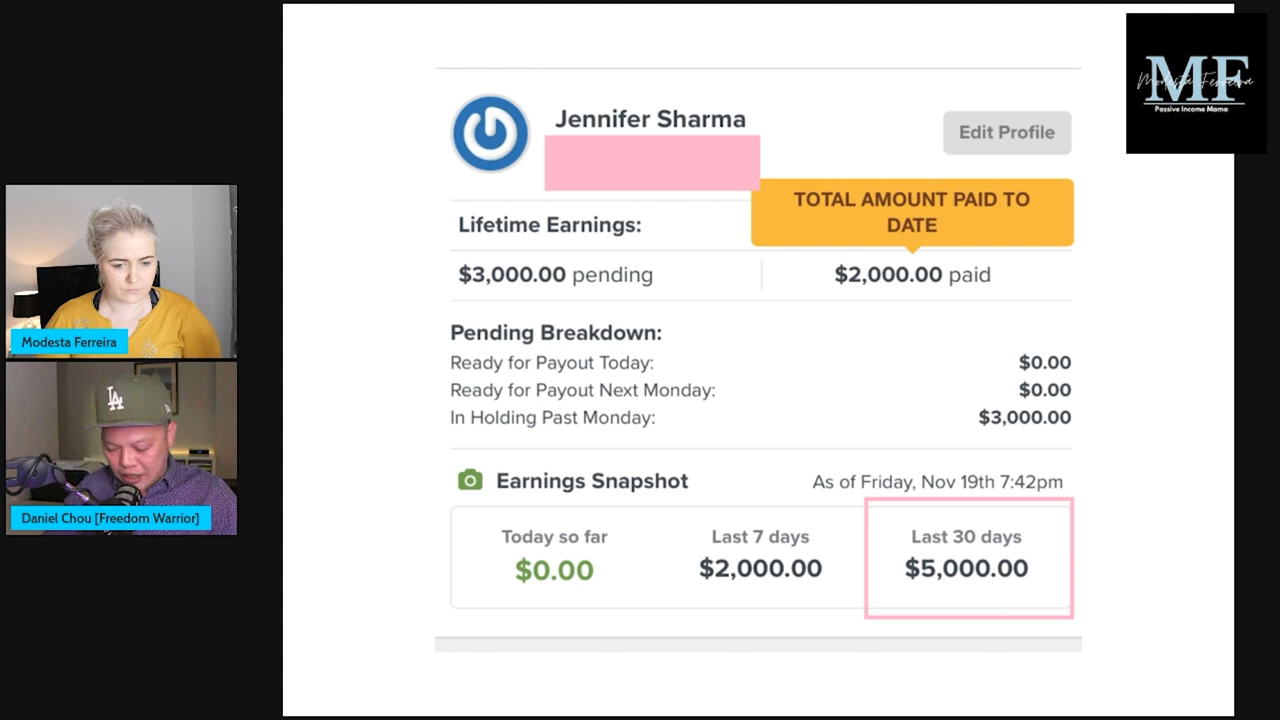 Jennifer Sharma
Edit Profile
TOTAL AMOUNT PAID TO
DATE
Lifetime Earnings:
$3,000.00 pending
$2,000.00 paid
Pending Breakdown:
Ready for Payout Today: $0.00
Ready for Payout Next Monday: $0.00
In Holding Past Monday: $3,000.00
Earnings Snapshot
As of Friday, Nov 19th 7:42pm
Today so far
$0.00
Last 7 days
$2,000.00
Last 30 days
$5,000.00
MF
Modesta Ferreira
Passive Income Mama
Modesta Ferreira
LA
Daniel Chou [Freedom Warrior]